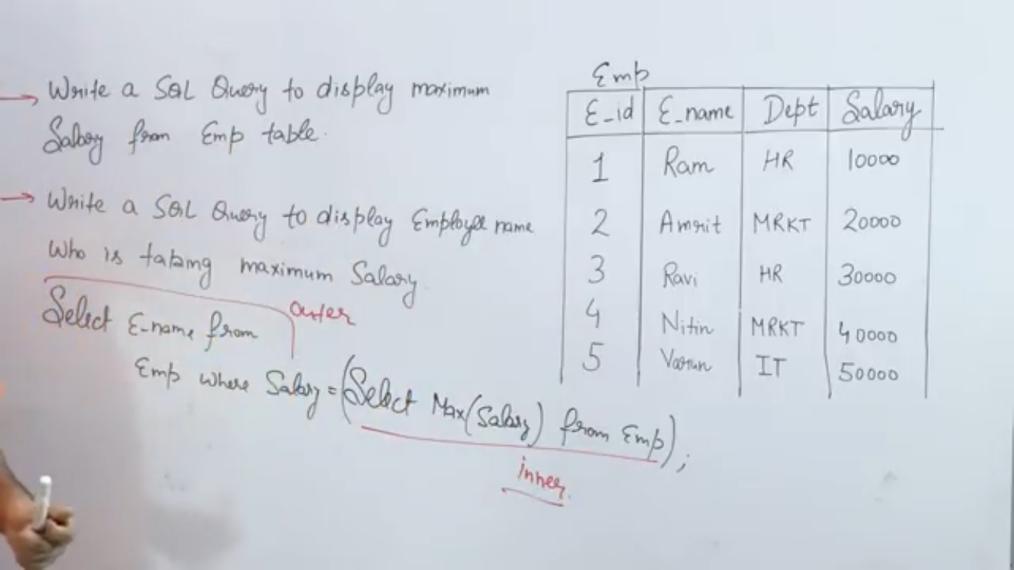 → Write a SQL Query to display maximum
Salary from Emp table.
→ Write a SQL Query to display Employee name
who is taking maximum Salary
outer
Select E-name from
Emp where Salary = (Select Max(Salary) from Emp);
inner
Emp
E_id E_name Dept Salary
1 Ram HR 10000
2 Amrit MRKT 20000
3 Ravi HR 30000
4 Nitin MRKT 40000
5 Varun IT 50000